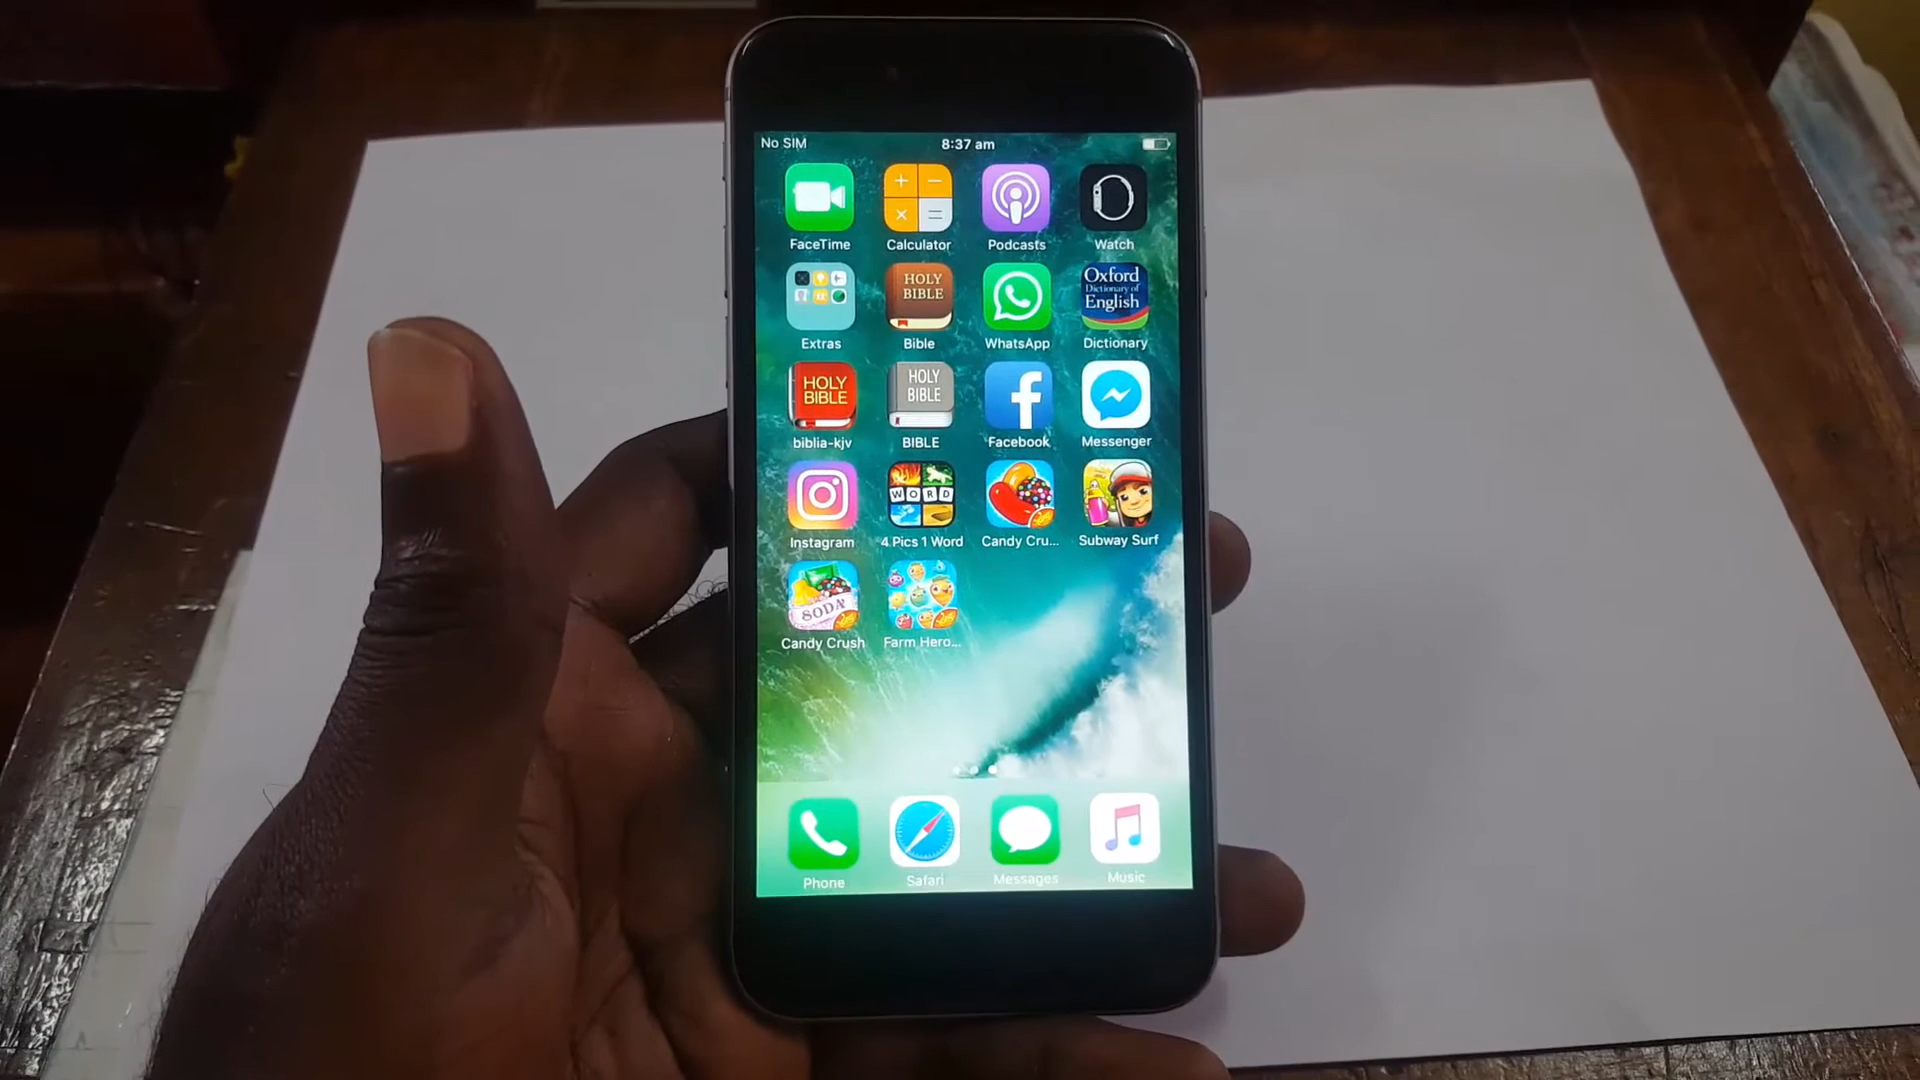 No SIM 8:37 am
FaceTime Calculator Podcasts Watch
HOLY BIBLE
Oxford Dictionary of English
Extras Bible WhatsApp Dictionary
HOLY BIBLE
HOLY BIBLE
biblia-kjv BIBLE Facebook Messenger
WORD
Instagram 4 Pics 1 Word Candy Cru... Subway Surf
SODA
Candy Crush Farm Hero...
Phone Safari Messages Music